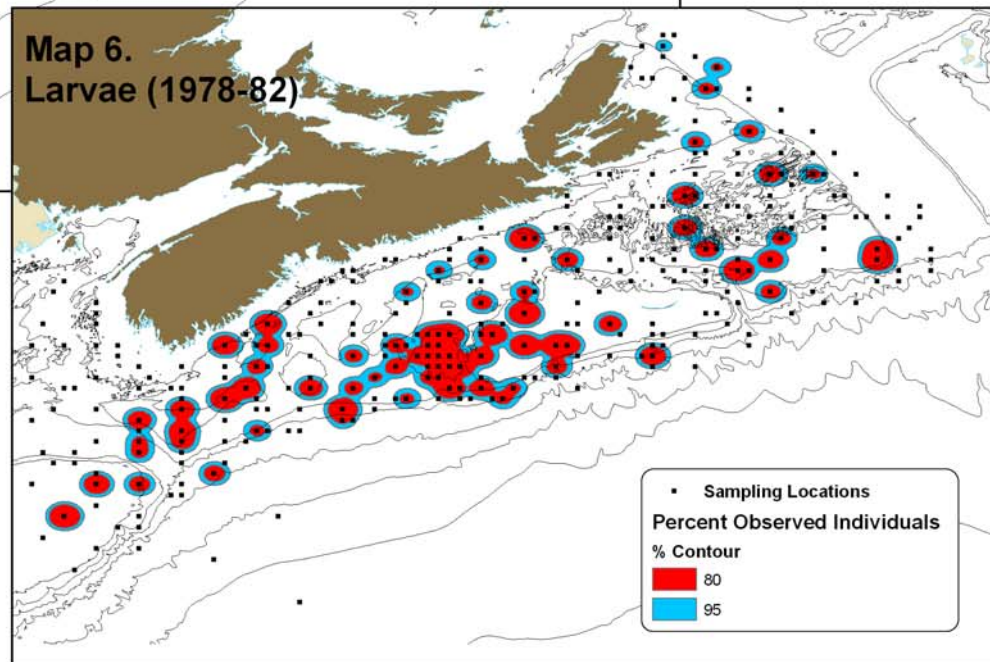 Map 6.
Larvae (1978-82)
Sampling Locations
Percent Observed Individuals
% Contour
80
95